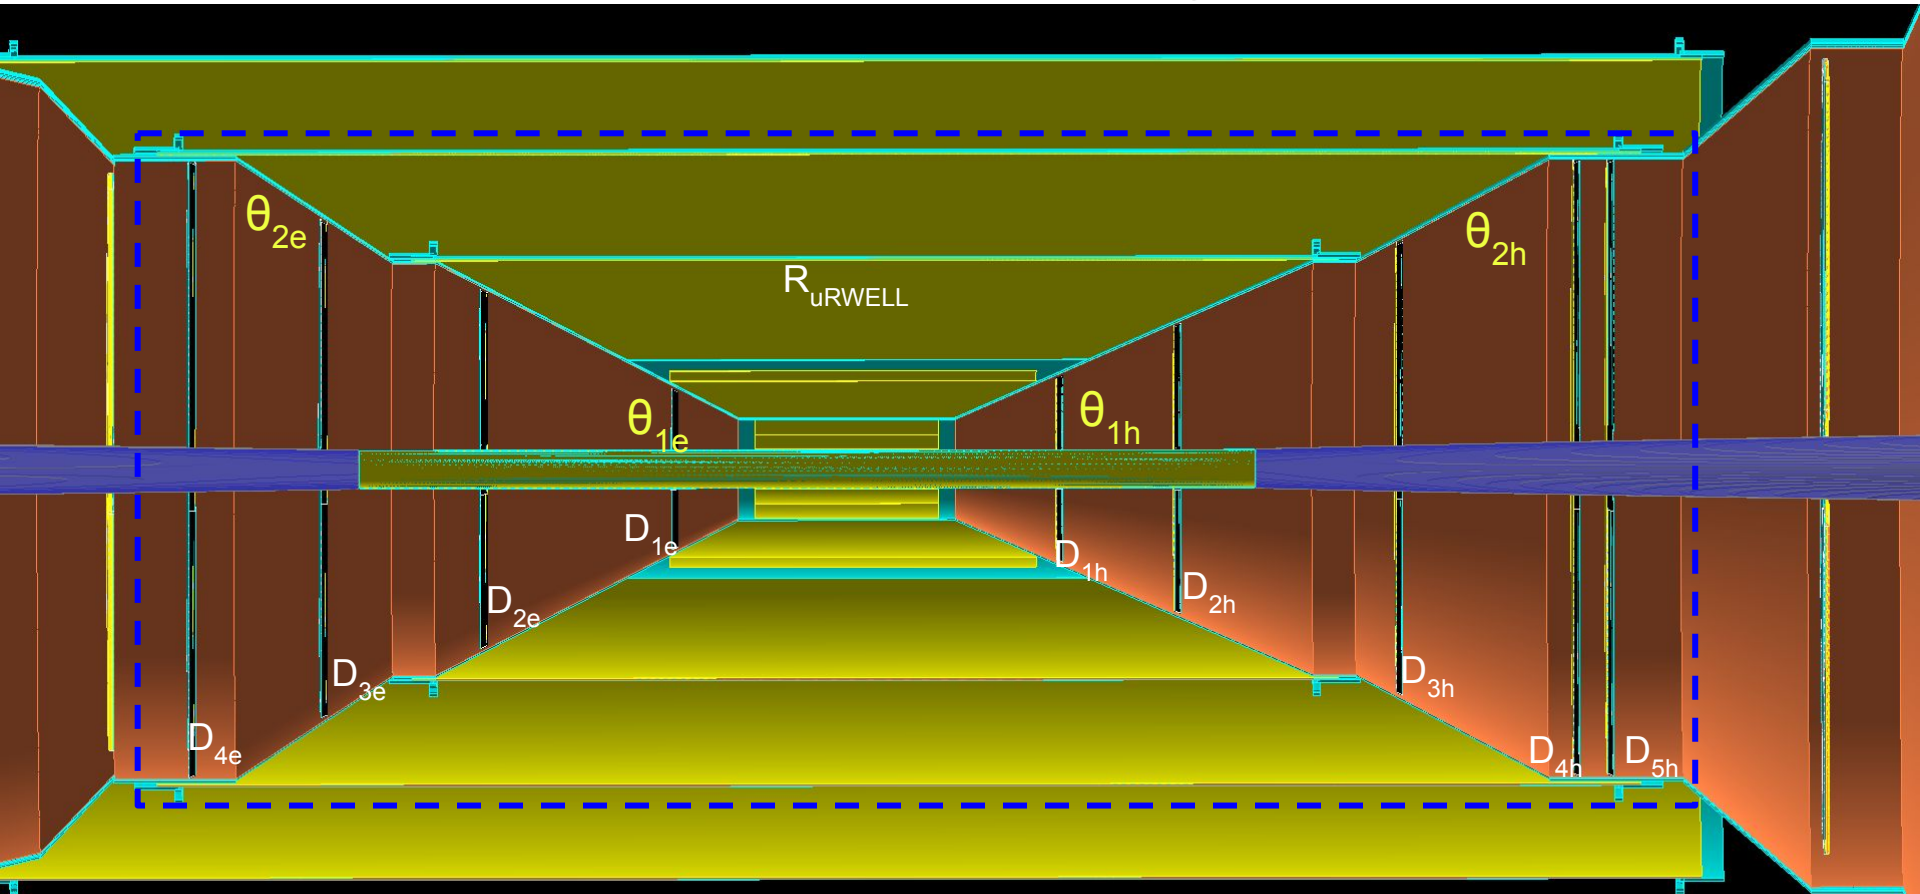 θ2e
θ2h
RuRWELL
θ1e
θ1h
D1e
D1h
D2e
D2h
D3e
D3h
D4e
D4h
D5h